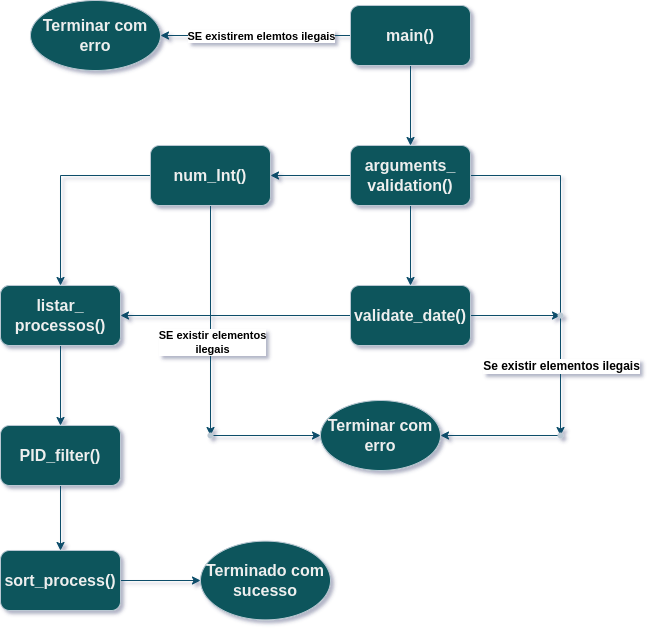 Terminar com
erro
SE existirem elemtos ilegais
main()
num_Int()
arguments_
validation()
listar_
processos()
validate_date()
SE existir elementos
ilegais
Se existir elementos ilegais
Terminar com
erro
PID_filter()
sort_process()
Terminado com
sucesso